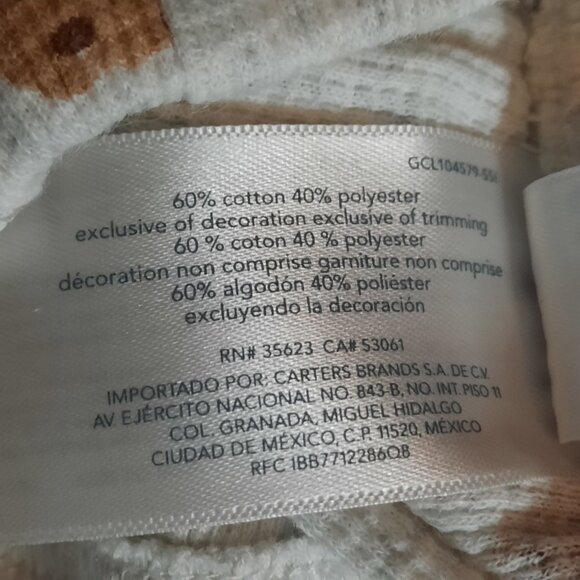 GCL104579-SSI
60% cotton 40% polyester
exclusive of decoration exclusive of trimming
60 % coton 40 % polyester
décoration non comprise garniture non comprise
60% algodón 40% poliéster
excluyendo la decoración
RN# 35623 CA# 53061
IMPORTADO POR: CARTERS BRANDS S.A. DE C.V.
AV. EJÉRCITO NACIONAL NO. 843-B, NO. INT. PISO 11
COL. GRANADA, MIGUEL HIDALGO
CIUDAD DE MÉXICO, C.P. 11520, MÉXICO
RFC IBB7712286Q8